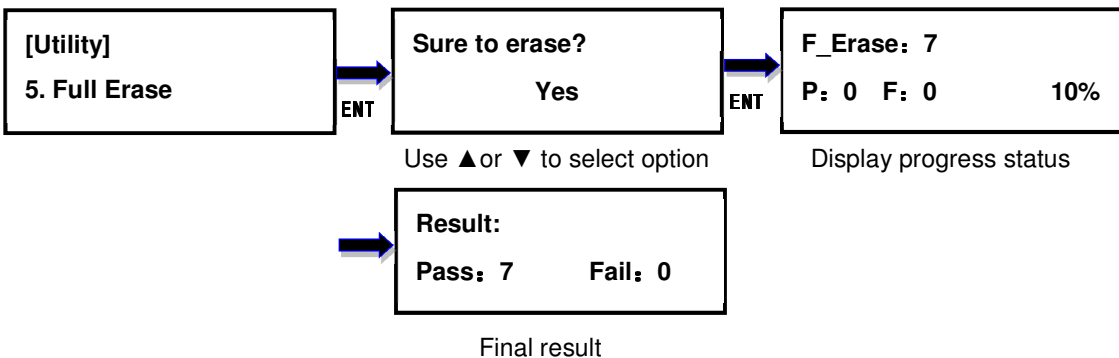 [Utility]
5. Full Erase
ENT
Sure to erase?
Yes
ENT
F_Erase：7
P：0 F：0 10%
Use ▲or ▼ to select option
Display progress status
Result:
Pass：7 Fail：0
Final result